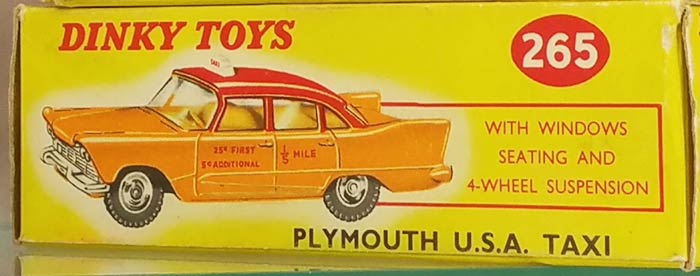 DINKY TOYS
265
TAXI
25¢ FIRST 1/5 MILE
5¢ ADDITIONAL
WITH WINDOWS
SEATING AND
4-WHEEL SUSPENSION
PLYMOUTH U.S.A. TAXI